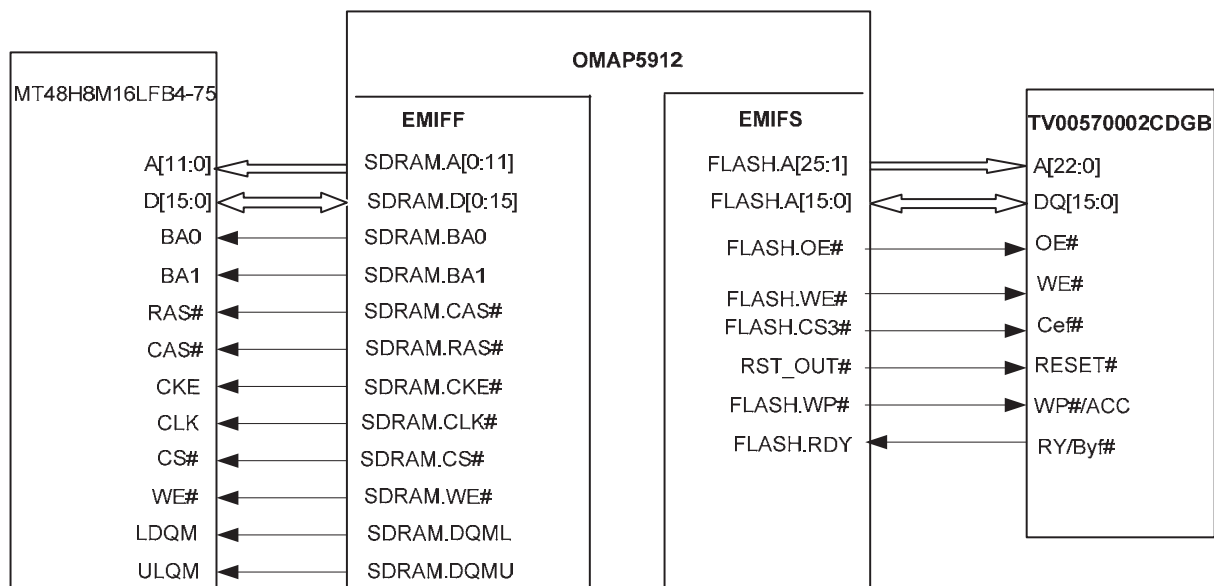 OMAP5912
MT48H8M16LFB4-75
EMIFF
EMIFS
TV00570002CDGB
A[11:0]
SDRAM.A[0:11]
FLASH.A[25:1]
A[22:0]
D[15:0]
SDRAM.D[0:15]
FLASH.A[15:0]
DQ[15:0]
BA0
SDRAM.BA0
FLASH.OE#
OE#
BA1
SDRAM.BA1
FLASH.WE#
WE#
RAS#
SDRAM.CAS#
FLASH.CS3#
Cef#
CAS#
SDRAM.RAS#
RST_OUT#
RESET#
CKE
SDRAM.CKE#
FLASH.WP#
WP#/ACC
CLK
SDRAM.CLK#
FLASH.RDY
RY/Byf#
CS#
SDRAM.CS#
WE#
SDRAM.WE#
LDQM
SDRAM.DQML
ULQM
SDRAM.DQMU